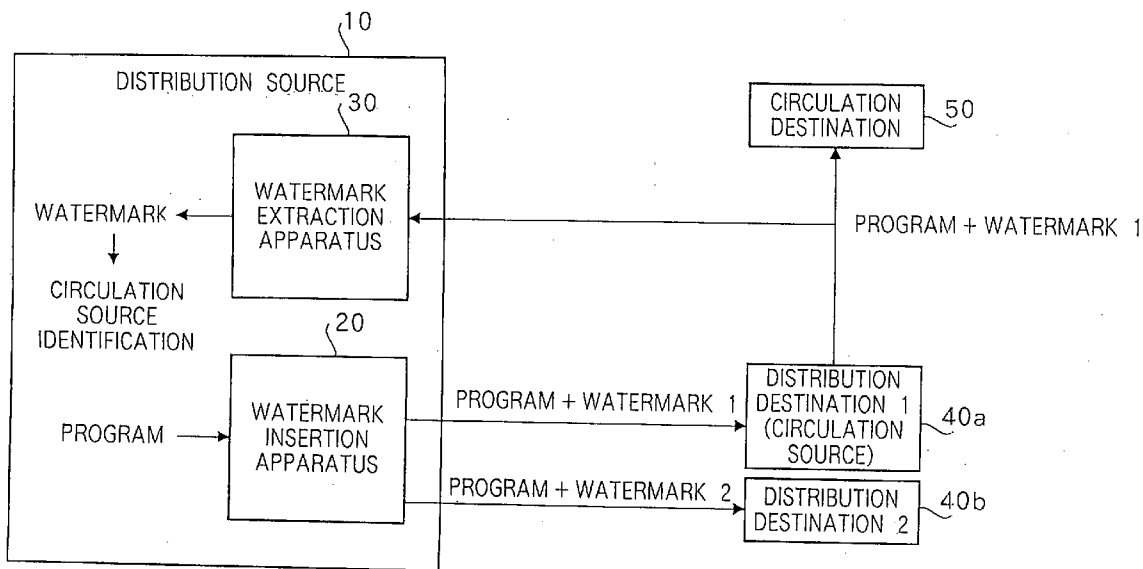 10
DISTRIBUTION SOURCE
30
WATERMARK
EXTRACTION
APPARATUS
WATERMARK
CIRCULATION
SOURCE
IDENTIFICATION
20
PROGRAM
WATERMARK
INSERTION
APPARATUS
CIRCULATION
DESTINATION
50
PROGRAM + WATERMARK 1
PROGRAM + WATERMARK 1
DISTRIBUTION
DESTINATION 1
(CIRCULATION
SOURCE)
40a
PROGRAM + WATERMARK 2
DISTRIBUTION
DESTINATION 2
40b